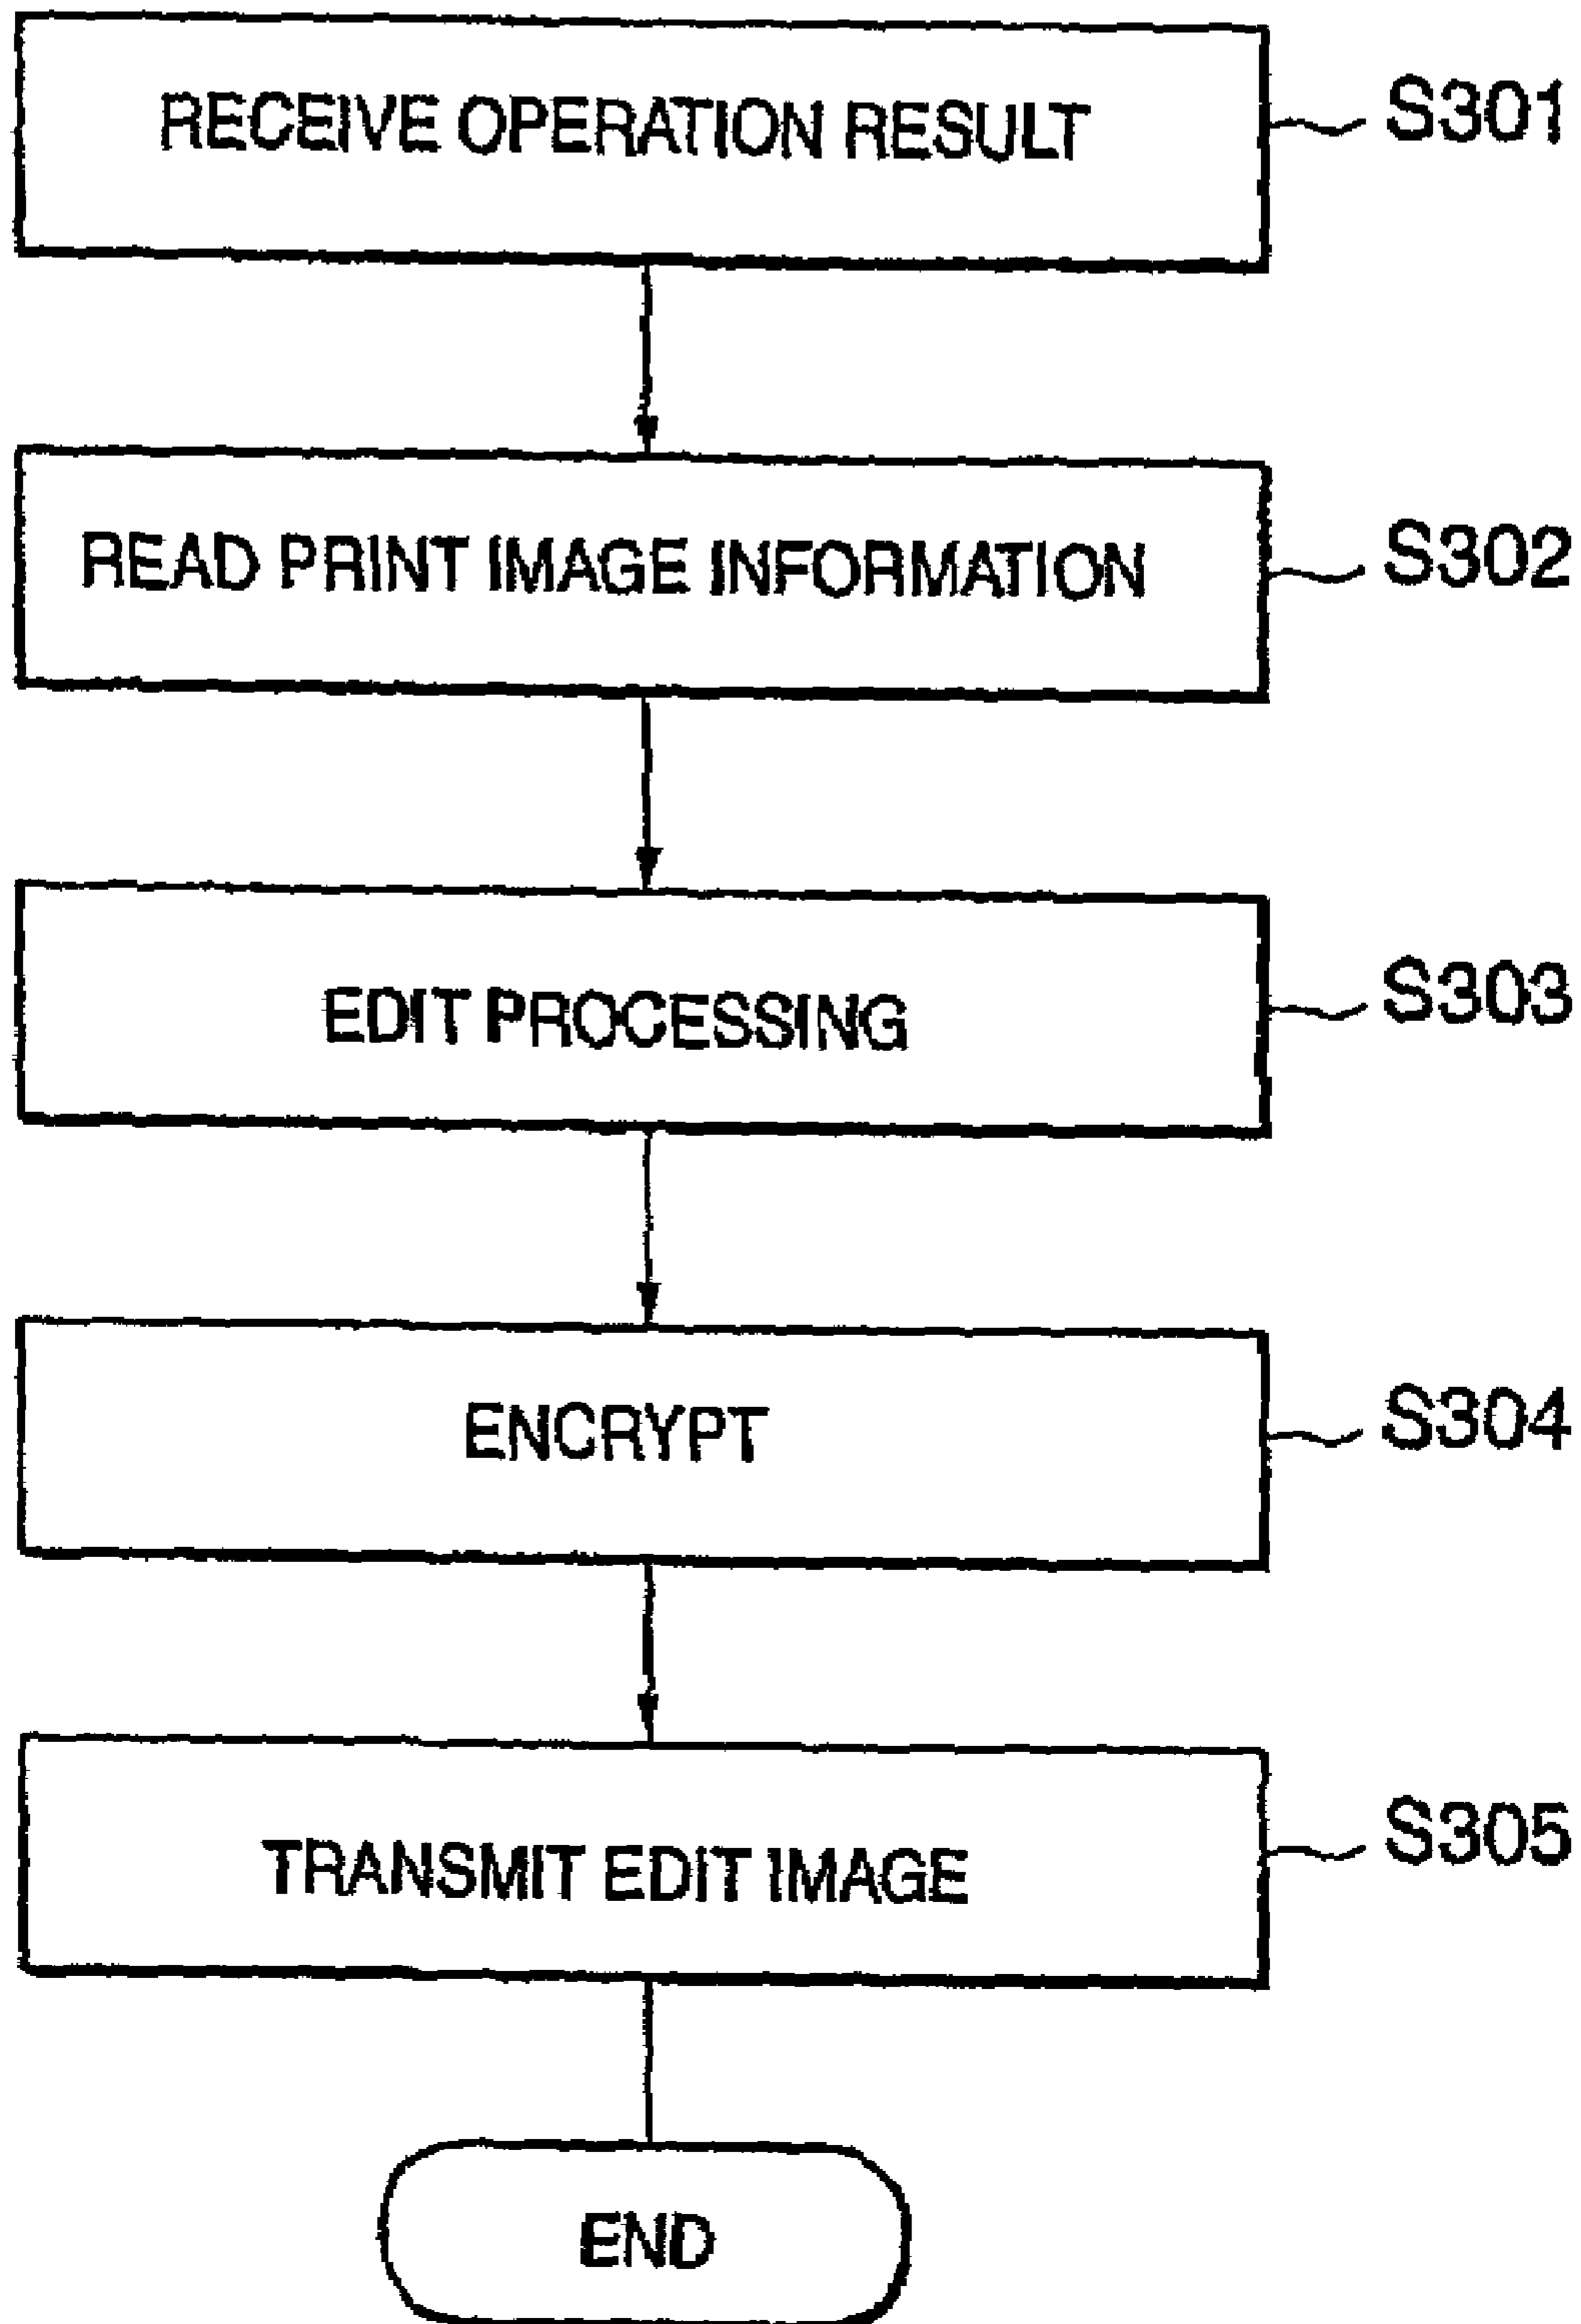 RECEIVE OPERATION RESULT
S301
READ PRINT IMAGE INFORMATION
S302
EDIT PROCESSING
S303
ENCRYPT
S304
TRANSMIT EDIT IMAGE
S305
END